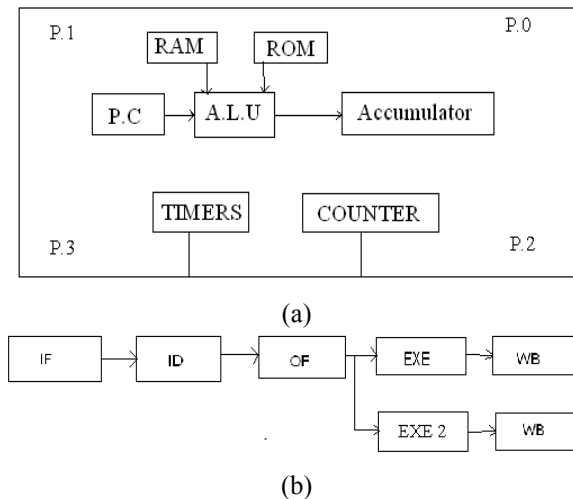 P.1 P.0
RAM ROM
P.C A.L.U Accumulator
TIMERS COUNTER
P.3 P.2
(a)
IF ID OF EXE WB
EXE 2 WB
(b)